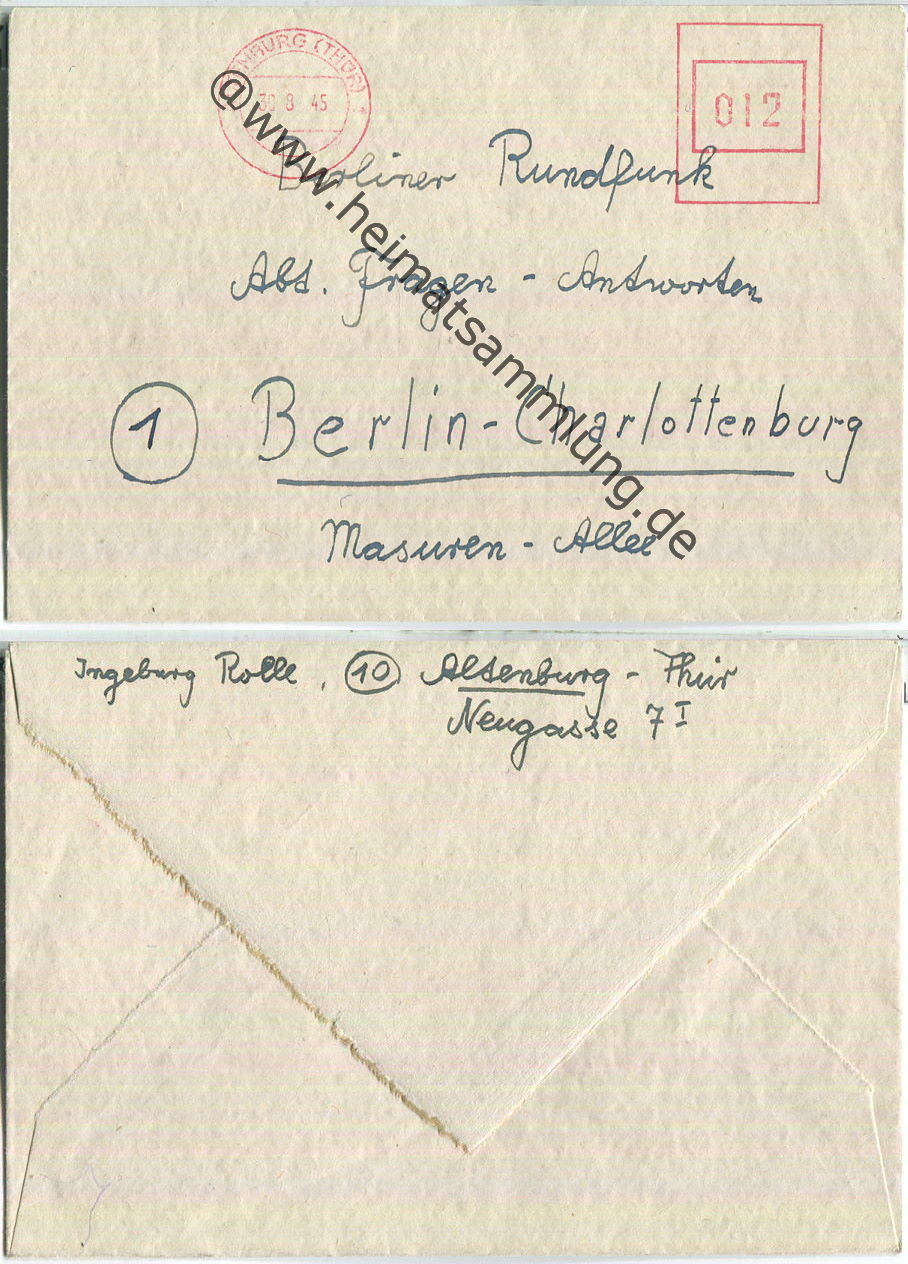 ENBURG (THÜR)
30 8 45
012
@www.heimatsammlung.de
Berliner Rundfunk
Abt. Fragen - Antworten
1 Berlin-Charlottenburg
Masuren - Allee
Ingeburg Rolle, 10 Altenburg - Thür
Neugasse 7 I